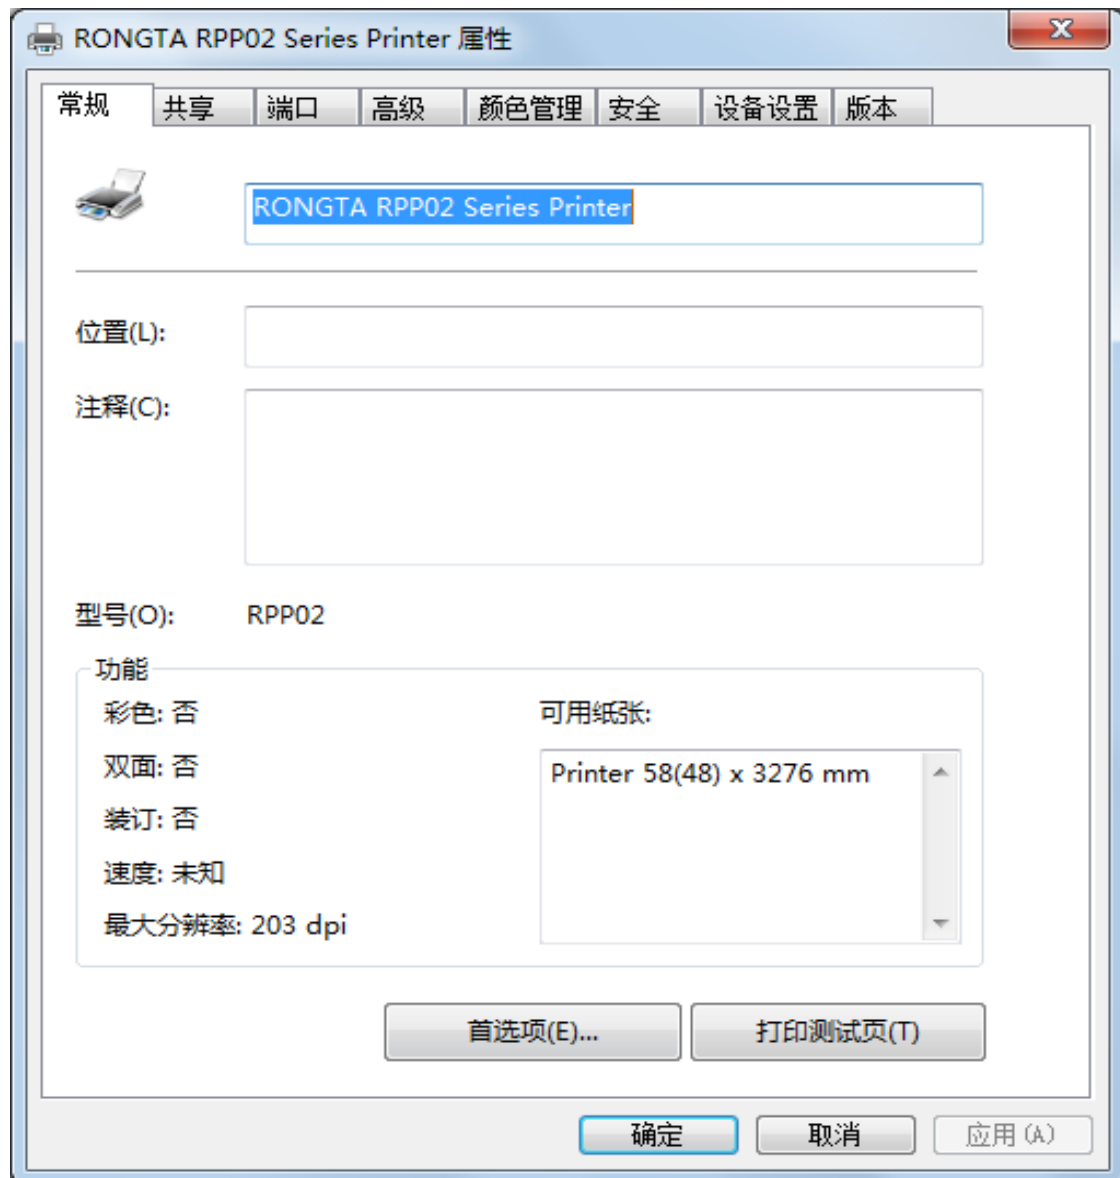 RONGTA RPP02 Series Printer 属性
常规 共享 端口 高级 颜色管理 安全 设备设置 版本
RONGTA RPP02 Series Printer
位置(L):
注释(C):
型号(O): RPP02
功能
彩色: 否 可用纸张:
双面: 否 Printer 58(48) x 3276 mm
装订: 否
速度: 未知
最大分辨率: 203 dpi
首选项(E)... 打印测试页(T)
确定 取消 应用(A)